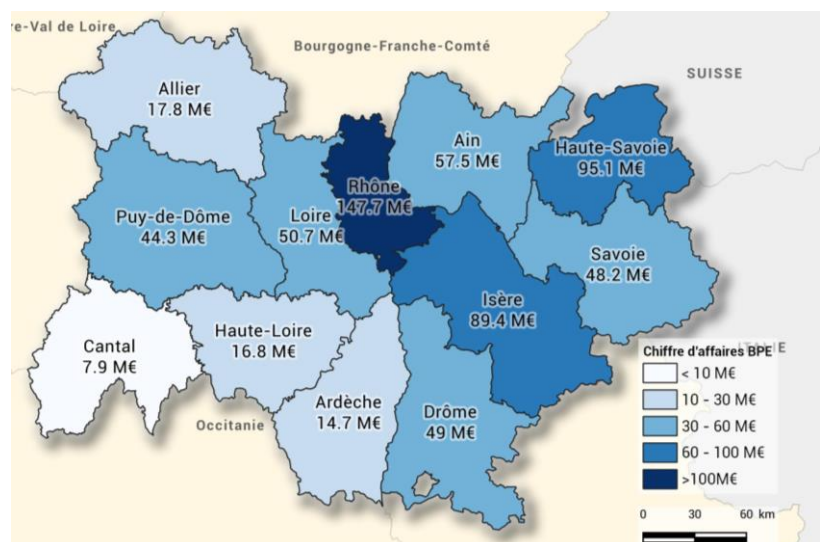 re-Val de Loire
Bourgogne-Franche-Comté
SUISSE
Allier
17.8 M€
Ain
57.5 M€
Haute-Savoie
95.1 M€
Rhône
147.7 M€
Puy-de-Dôme
44.3 M€
Loire
50.7 M€
Savoie
48.2 M€
Isère
89.4 M€
Cantal
7.9 M€
Haute-Loire
16.8 M€
Ardèche
14.7 M€
Drôme
49 M€
Occitanie
ITALIE
Chiffre d'affaires BPE
< 10 M€
10 - 30 M€
30 - 60 M€
60 - 100 M€
>100M€
0 30 60 km